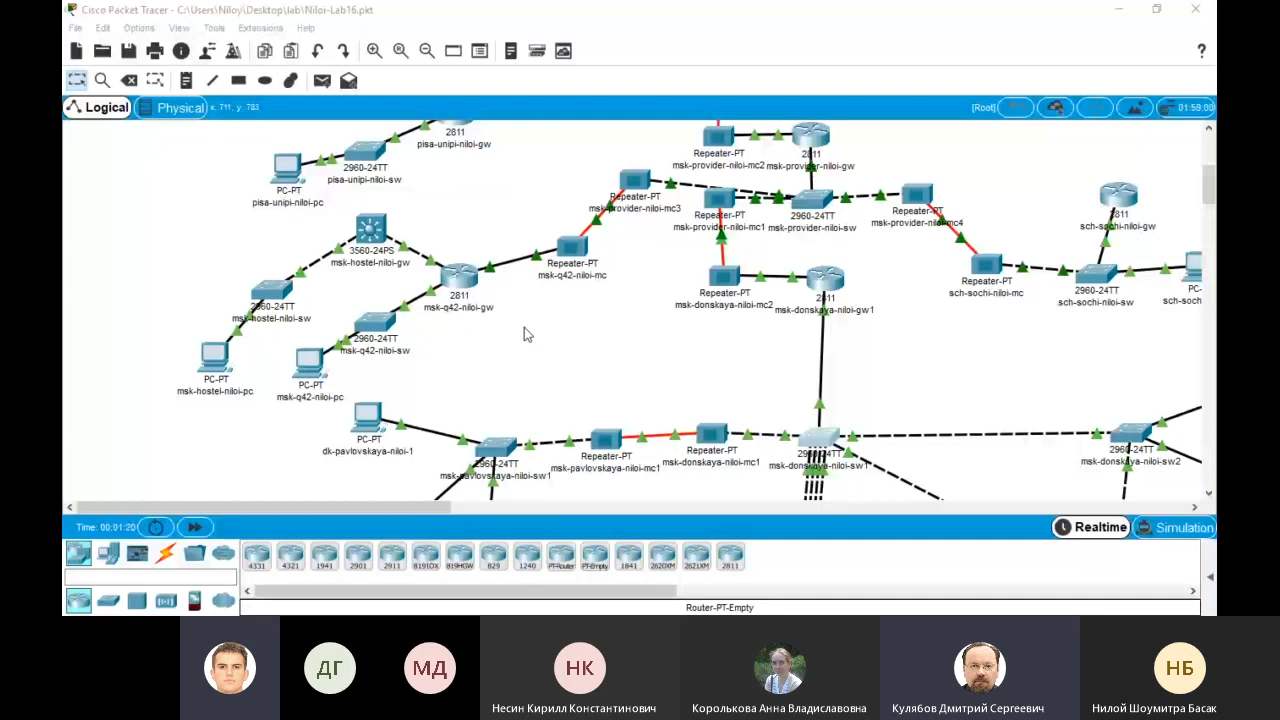 Cisco Packet Tracer - C:\Users\Niloy\Desktop\lab\Niloi-Lab16.pkt
File Edit Options View Tools Extensions Help
?
Logical Physical x: 711, y: 783 [Root] 01:59:00
2811
pisa-unipi-niloi-gw
2960-24TT
pisa-unipi-niloi-sw
PC-PT
pisa-unipi-niloi-pc
Repeater-PT
msk-provider-niloi-mc2
2811
msk-provider-niloi-gw
Repeater-PT
msk-provider-niloi-mc3
Repeater-PT
msk-provider-niloi-mc1
2960-24TT
msk-provider-niloi-sw
Repeater-PT
msk-provider-niloi-mc4
2811
sch-sochi-niloi-gw
3560-24PS
msk-hostel-niloi-gw
Repeater-PT
msk-q42-niloi-mc
2811
msk-q42-niloi-gw
Repeater-PT
msk-donskaya-niloi-mc2
2811
msk-donskaya-niloi-gw1
Repeater-PT
sch-sochi-niloi-mc
2960-24TT
sch-sochi-niloi-sw
PC-
sch-soch
2960-24TT
msk-hostel-niloi-sw
2960-24TT
msk-q42-niloi-sw
PC-PT
msk-hostel-niloi-pc
PC-PT
msk-q42-niloi-pc
PC-PT
dk-pavlovskaya-niloi-1
2960-24TT
msk-pavlovskaya-niloi-sw1
Repeater-PT
msk-pavlovskaya-niloi-mc1
Repeater-PT
msk-donskaya-niloi-mc1
2960-24TT
msk-donskaya-niloi-sw1
2960-24TT
msk-donskaya-niloi-sw2
Time: 00:01:20 Realtime Simulation
4331 4321 1941 2901 2911 819IOX 819HGW 829 1240 PT-Router PT-Empty 1841 2620XM 2621XM 2811
Router-PT-Empty
ДГ МД НК НБ
Несин Кирилл Константинович Королькова Анна Владиславовна Кулябов Дмитрий Сергеевич Нилой Шоумитра Басак